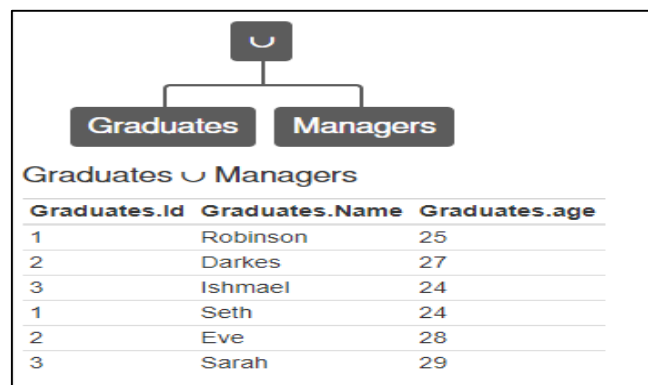 ∪
Graduates Managers
Graduates ∪ Managers
Graduates.Id Graduates.Name Graduates.age
1 Robinson 25
2 Darkes 27
3 Ishmael 24
1 Seth 24
2 Eve 28
3 Sarah 29